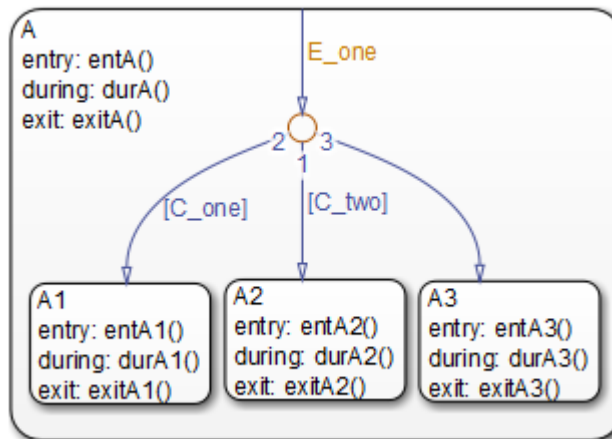 A
entry: entA()
during: durA()
exit: exitA()
E_one
2
3
1
[C_one]
[C_two]
A1
entry: entA1()
during: durA1()
exit: exitA1()
A2
entry: entA2()
during: durA2()
exit: exitA2()
A3
entry: entA3()
during: durA3()
exit: exitA3()